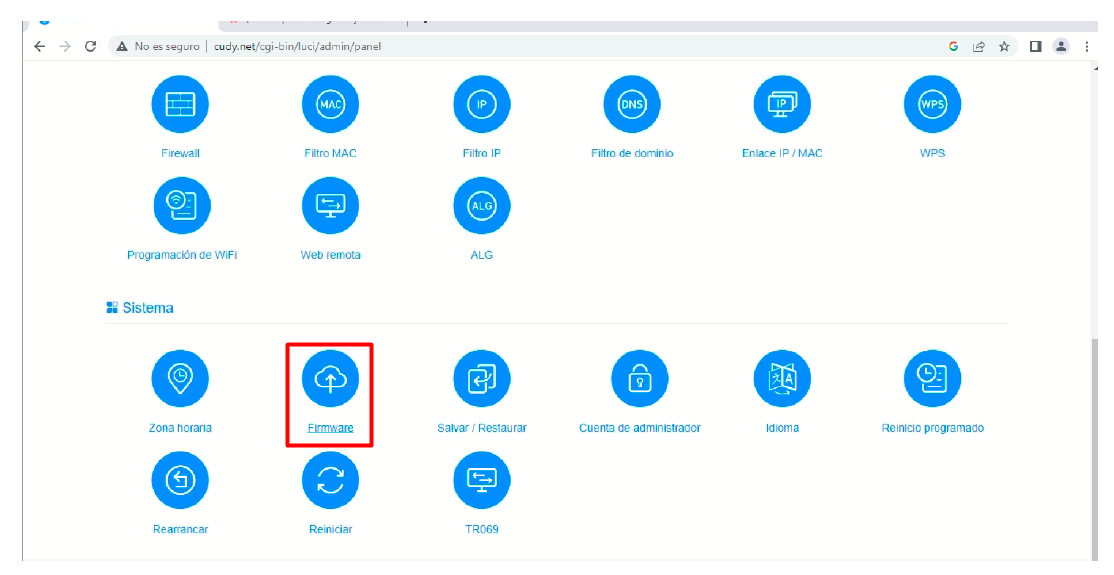 No es seguro | cudy.net/cgi-bin/luci/admin/panel
G
MAC
IP
DNS
IP
WPS
Firewall
Filtro MAC
Filtro IP
Filtro de dominio
Enlace IP / MAC
WPS
ALG
Programación de WiFi
Web remota
ALG
Sistema
A
Zona horaria
Firmware
Salvar / Restaurar
Cuenta de administrador
Idioma
Reinicio programado
Rearrancar
Reiniciar
TR069